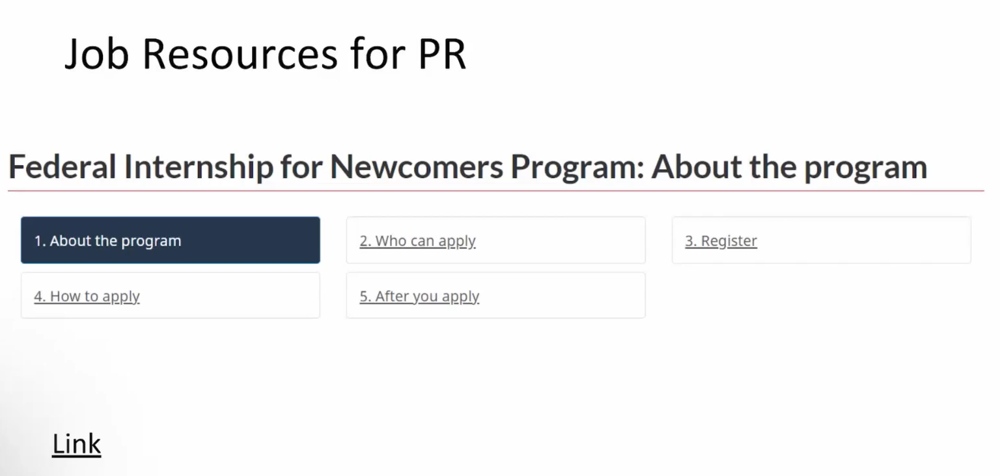 Job Resources for PR
Federal Internship for Newcomers Program: About the program
1. About the program
2. Who can apply
3. Register
4. How to apply
5. After you apply
Link